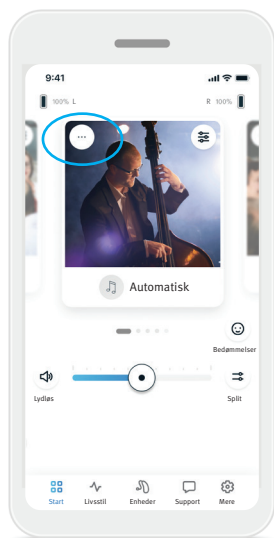 9:41
100% L
R 100%
Automatisk
Bedømmelser
Lydløs
Split
Start
Livsstil
Enheder
Support
Mere